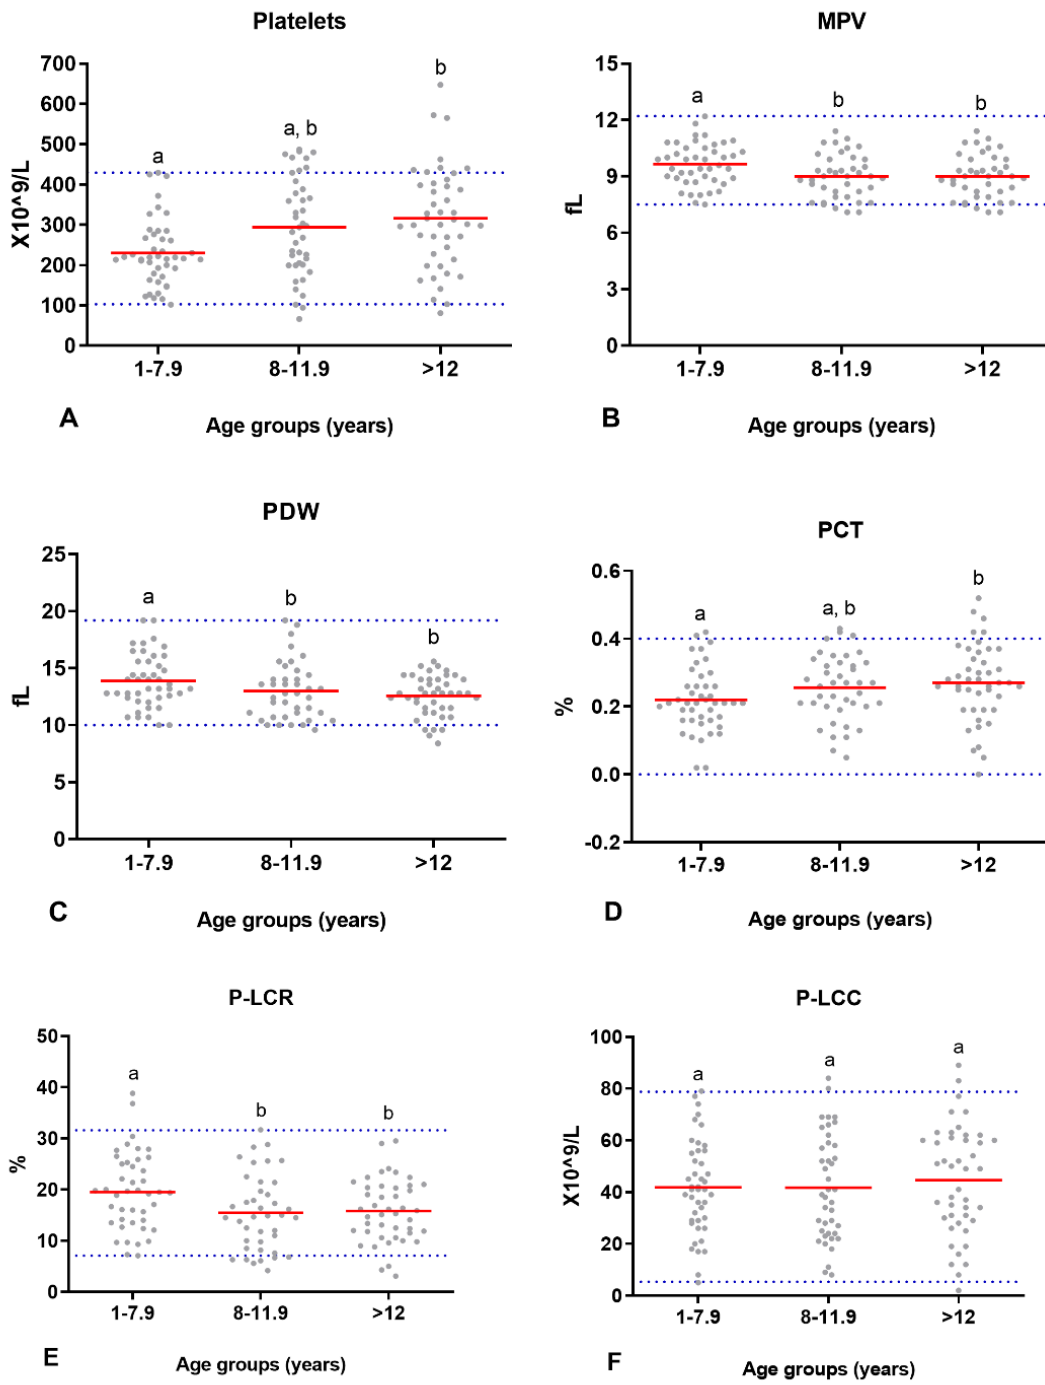 Platelets
700
600
500
400
300
200
100
0
X10^9/L
a
a, b
b
1-7.9
8-11.9
>12
A
Age groups (years)
MPV
15
12
9
6
3
0
fL
a
b
b
1-7.9
8-11.9
>12
B
Age groups (years)
PDW
25
20
15
10
5
0
fL
a
b
b
1-7.9
8-11.9
>12
C
Age groups (years)
PCT
0.6
0.4
0.2
0.0
-0.2
%
a
a, b
b
1-7.9
8-11.9
>12
D
Age groups (years)
P-LCR
50
40
30
20
10
0
%
a
b
b
1-7.9
8-11.9
>12
E
Age groups (years)
P-LCC
100
80
60
40
20
0
X10^9/L
a
a
a
1-7.9
8-11.9
>12
F
Age groups (years)